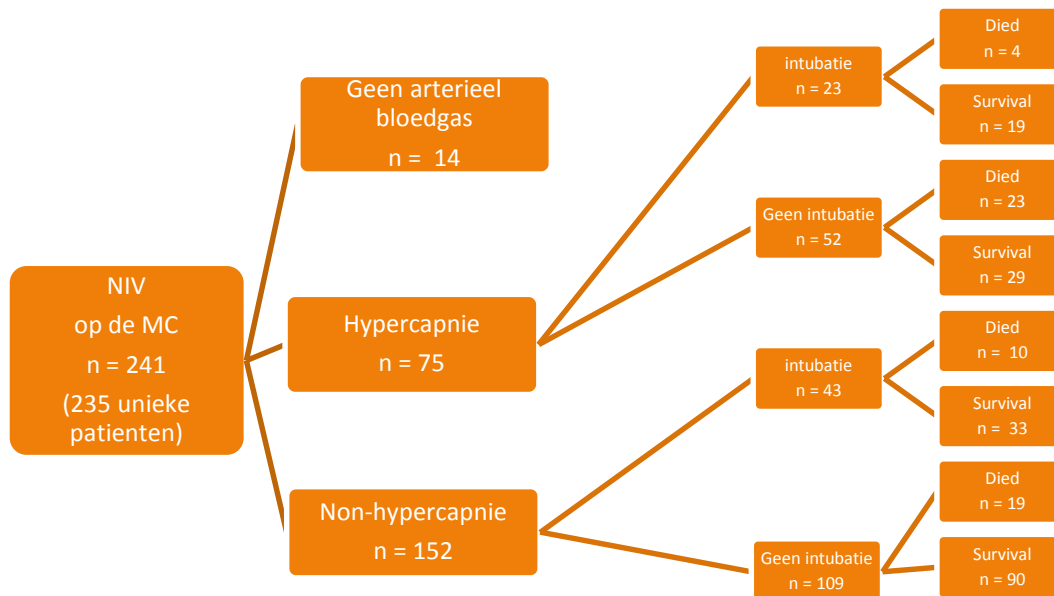 NIV
op de MC
n = 241
(235 unieke
patienten)
Geen arterieel
bloedgas
n = 14
Hypercapnie
n = 75
Non-hypercapnie
n = 152
intubatie
n = 23
Geen intubatie
n = 52
intubatie
n = 43
Geen intubatie
n = 109
Died
n = 4
Survival
n = 19
Died
n = 23
Survival
n = 29
Died
n = 10
Survival
n = 33
Died
n = 19
Survival
n = 90